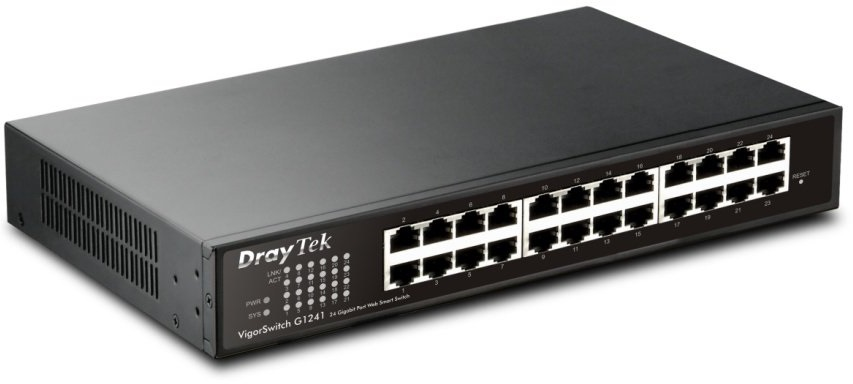 2 4 6 8 10 12 14 16 18 20 22 24
RESET
1 3 5 7 9 11 13 15 17 19 21 23
DrayTek
LNK/
ACT
PWR
SYS
VigorSwitch G1241 24 Gigabit Port Web Smart Switch